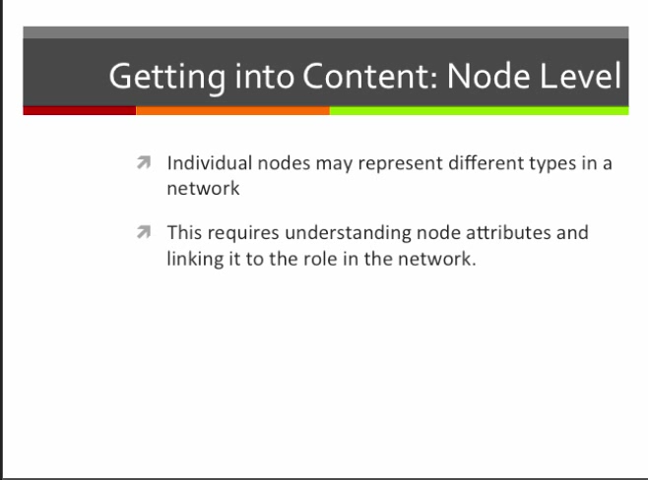 Getting into Content: Node Level
Individual nodes may represent different types in a
network
This requires understanding node attributes and
linking it to the role in the network.